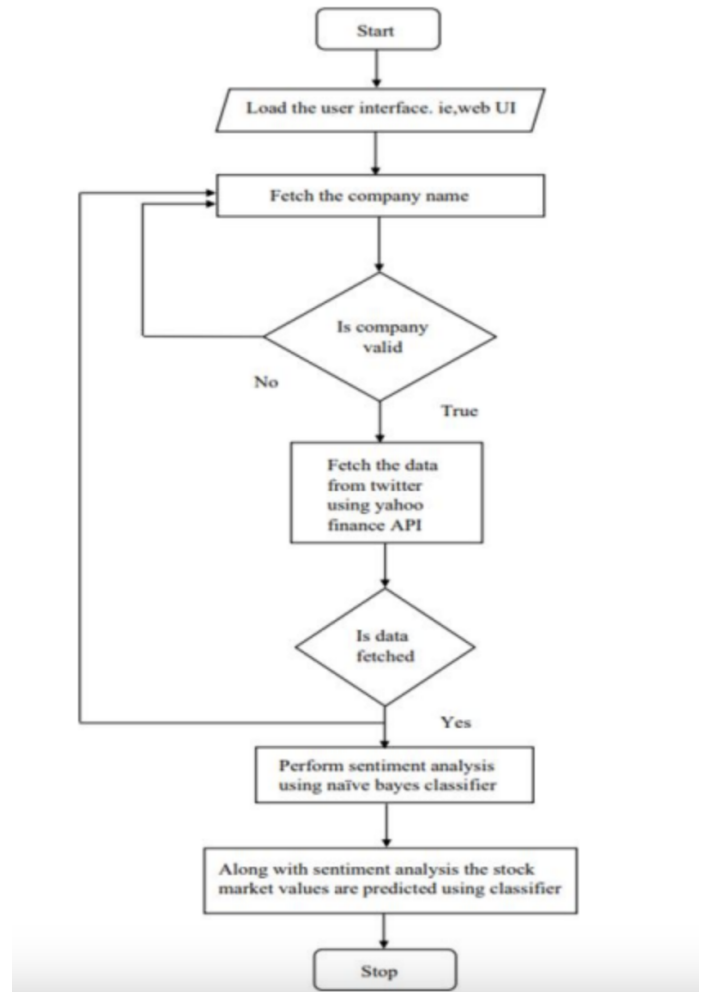 Start
Load the user interface. ie,web UI
Fetch the company name
Is company
valid
No
True
Fetch the data
from twitter
using yahoo
finance API
Is data
fetched
Yes
Perform sentiment analysis
using naïve bayes classifier
Along with sentiment analysis the stock
market values are predicted using classifier
Stop